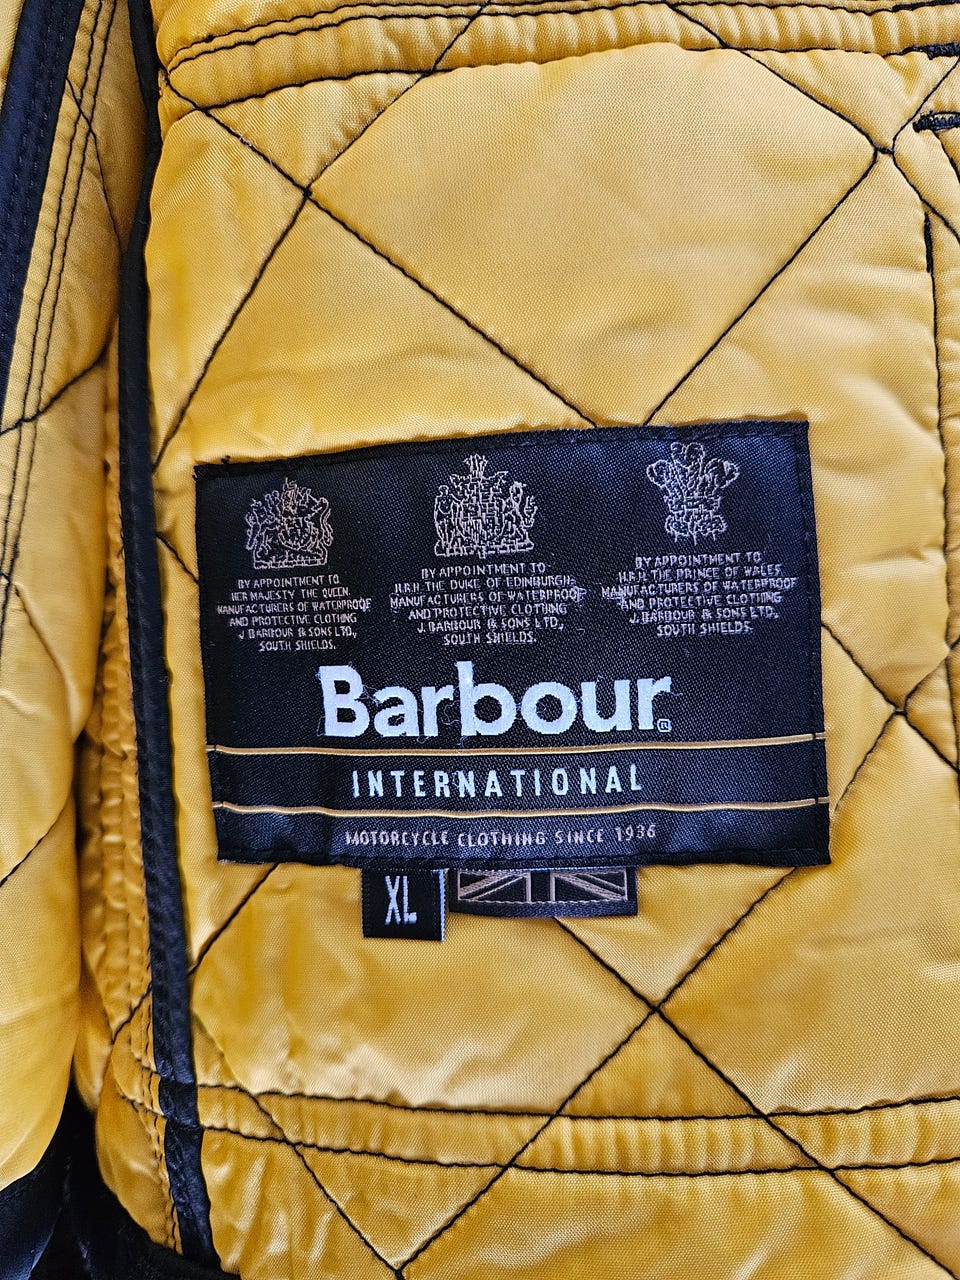 BY APPOINTMENT TO
HER MAJESTY THE QUEEN
MANUFACTURERS OF WATERPROOF
AND PROTECTIVE CLOTHING
J. BARBOUR & SONS LTD.,
SOUTH SHIELDS.
BY APPOINTMENT TO
H.R.H. THE DUKE OF EDINBURGH
MANUFACTURERS OF WATERPROOF
AND PROTECTIVE CLOTHING
J. BARBOUR & SONS LTD.,
SOUTH SHIELDS.
BY APPOINTMENT TO
H.R.H. THE PRINCE OF WALES
MANUFACTURERS OF WATERPROOF
AND PROTECTIVE CLOTHING
J. BARBOUR & SONS LTD.
SOUTH SHIELDS.
Barbour®
INTERNATIONAL
MOTORCYCLE CLOTHING SINCE 1936
XL